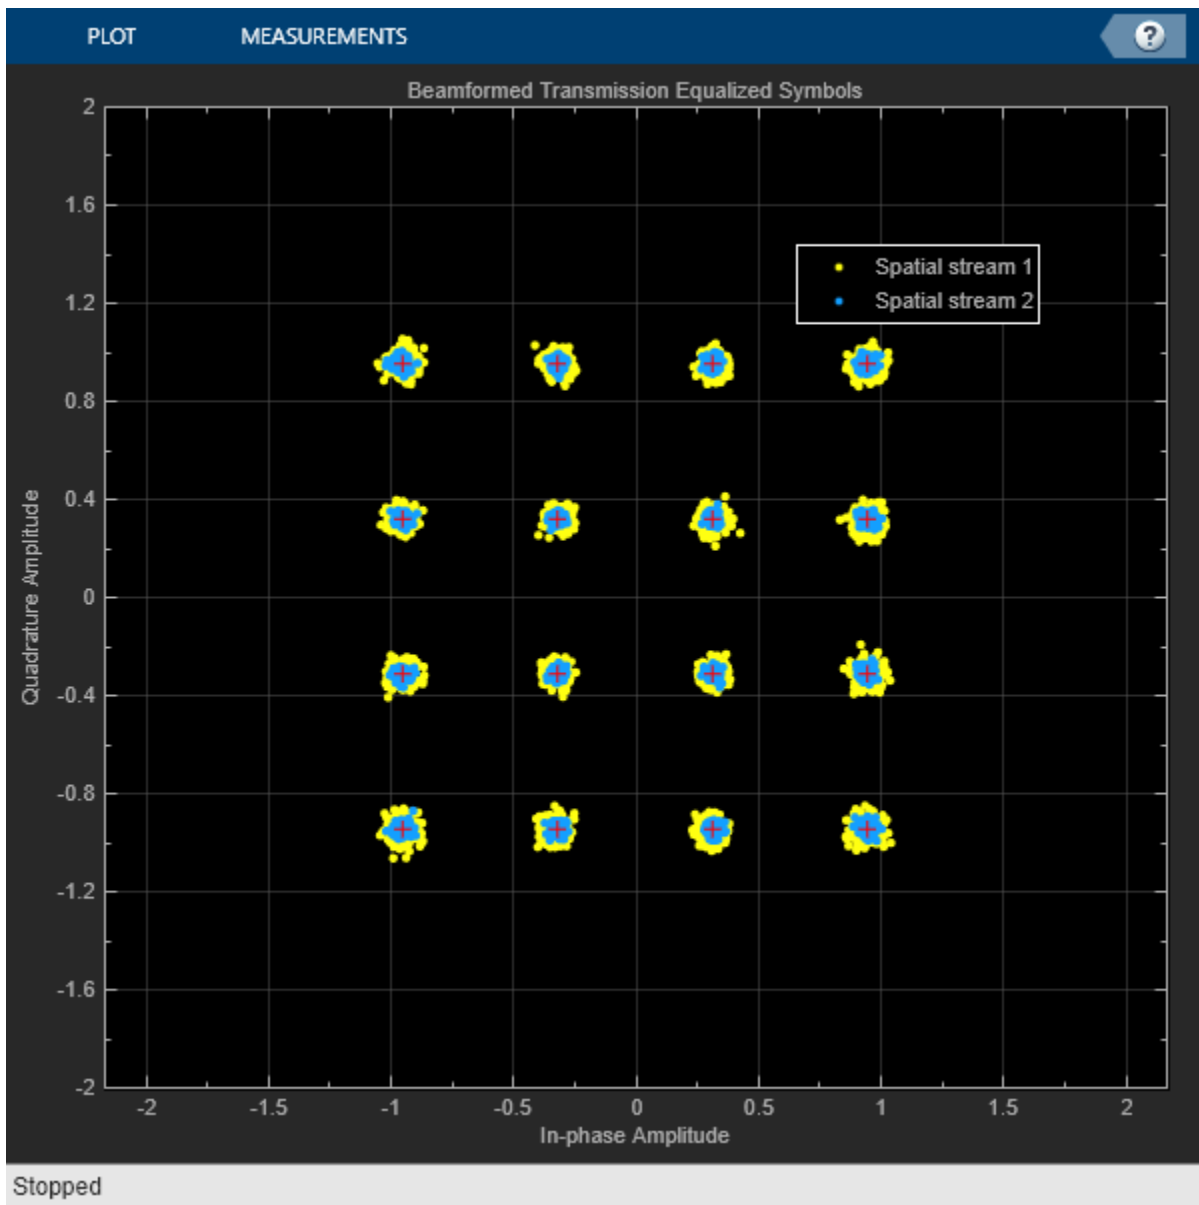 PLOT MEASUREMENTS ?
Beamformed Transmission Equalized Symbols
2
1.6
1.2
0.8
0.4
0
-0.4
-0.8
-1.2
-1.6
-2
Quadrature Amplitude
Spatial stream 1
Spatial stream 2
-2 -1.5 -1 -0.5 0 0.5 1 1.5 2
In-phase Amplitude
Stopped